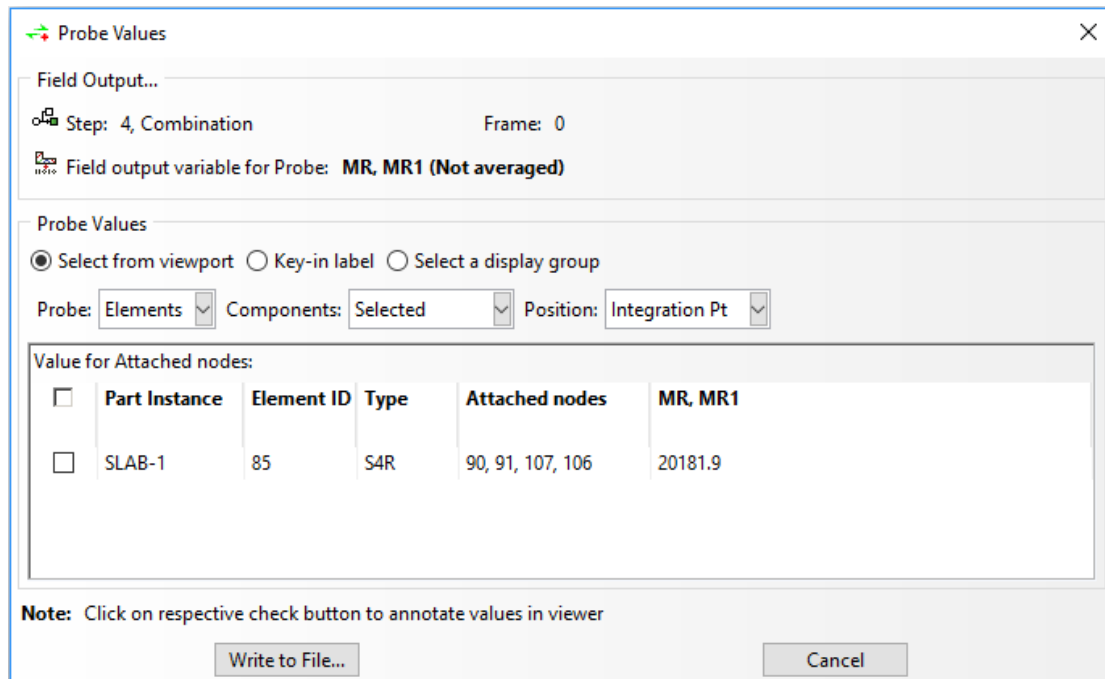 Probe Values
Field Output...
Step: 4, Combination Frame: 0
Field output variable for Probe: MR, MR1 (Not averaged)
Probe Values
Select from viewport Key-in label Select a display group
Probe: Elements Components: Selected Position: Integration Pt
Value for Attached nodes:
Part Instance Element ID Type Attached nodes MR, MR1
SLAB-1 85 S4R 90, 91, 107, 106 20181.9
Note: Click on respective check button to annotate values in viewer
Write to File... Cancel